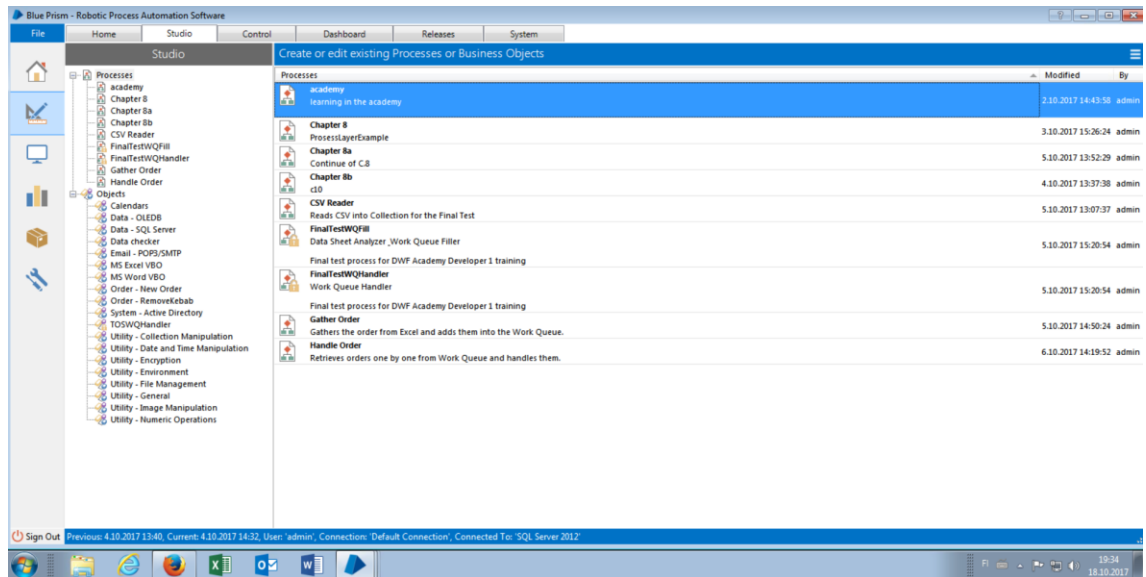 Blue Prism - Robotic Process Automation Software
File Home Studio Control Dashboard Releases System
Studio
Create or edit existing Processes or Business Objects
Processes
academy
Chapter 8
Chapter 8a
Chapter 8b
CSV Reader
FinalTestWQFill
FinalTestWQHandler
Gather Order
Handle Order
Objects
Calendars
Data - OLEDB
Data - SQL Server
Data checker
Email - POP3/SMTP
MS Excel VBO
MS Word VBO
Order - New Order
Order - RemoveKebab
System - Active Directory
TOSWQHandler
Utility - Collection Manipulation
Utility - Date and Time Manipulation
Utility - Encryption
Utility - Environment
Utility - File Management
Utility - General
Utility - Image Manipulation
Utility - Numeric Operations
Processes Modified By
academy
learning in the academy
2.10.2017 14:43:58 admin
Chapter 8
ProsessLayerExample
3.10.2017 15:26:24 admin
Chapter 8a
Continue of C.8
5.10.2017 13:52:29 admin
Chapter 8b
c10
4.10.2017 13:37:38 admin
CSV Reader
Reads CSV into Collection for the Final Test
5.10.2017 13:07:37 admin
FinalTestWQFill
Data Sheet Analyzer_Work Queue Filler
Final test process for DWF Academy Developer 1 training
5.10.2017 15:20:54 admin
FinalTestWQHandler
Work Queue Handler
Final test process for DWF Academy Developer 1 training
5.10.2017 15:20:54 admin
Gather Order
Gathers the order from Excel and adds them into the Work Queue.
5.10.2017 14:50:24 admin
Handle Order
Retrieves orders one by one from Work Queue and handles them.
6.10.2017 14:19:52 admin
Sign Out Previous: 4.10.2017 13:40, Current: 4.10.2017 14:32, User: 'admin', Connection: 'Default Connection', Connected To: 'SQL Server 2012'
FI 19:34
18.10.2017